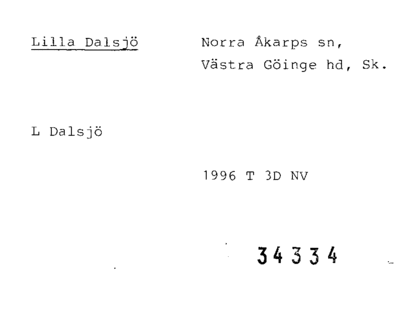 Lilla Dalsjö
Norra Åkarps sn,
Västra Göinge hd, Sk.
L Dalsjö
1996 T 3D NV
34334